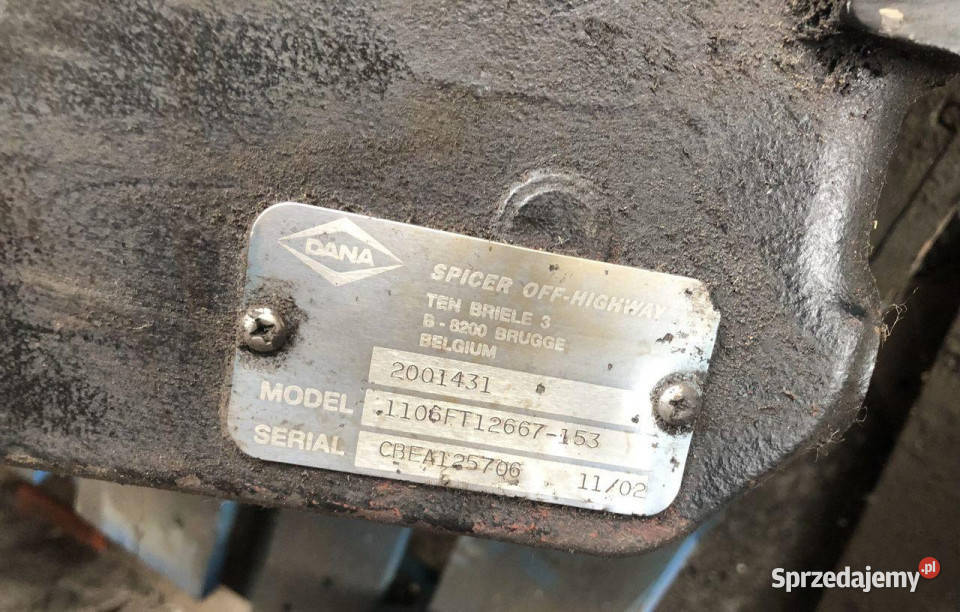 DANA
SPICER OFF-HIGHWAY
TEN BRIELE 3
B - 8200 BRUGGE
BELGIUM
2001431
MODEL 1106FT12667-153
SERIAL CBEA125706 11/02
Sprzedajemy.pl